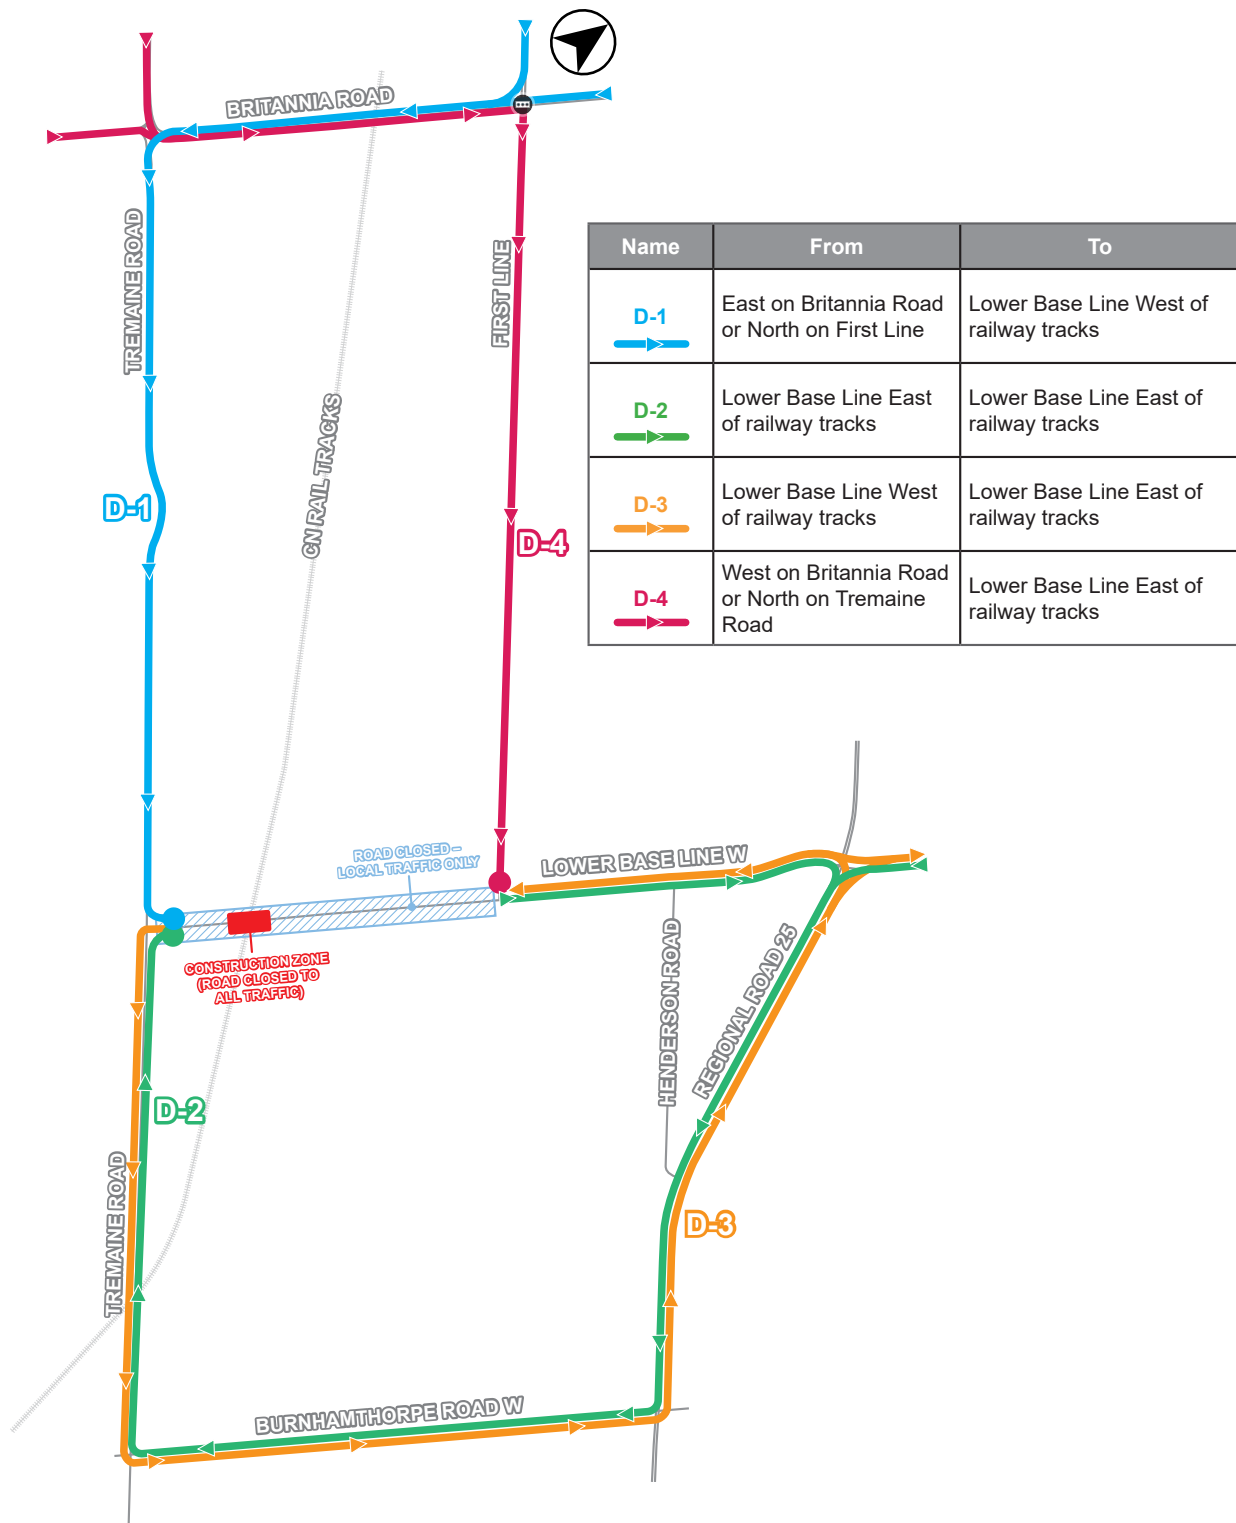 BRITANNIA ROAD
TREMAINE ROAD
FIRST LINE
CN RAIL TRACKS
D-1
D-4
Name
From
To
D-1
East on Britannia Road
or North on First Line
Lower Base Line West of
railway tracks
D-2
Lower Base Line East
of railway tracks
Lower Base Line East of
railway tracks
D-3
Lower Base Line West
of railway tracks
Lower Base Line East of
railway tracks
D-4
West on Britannia Road
or North on Tremaine
Road
Lower Base Line East of
railway tracks
ROAD CLOSED –
LOCAL TRAFFIC ONLY
LOWER BASE LINE W
CONSTRUCTION ZONE
(ROAD CLOSED TO
ALL TRAFFIC)
HENDERSON ROAD
REGIONAL ROAD 25
D-2
TREMAINE ROAD
D-3
BURNHAMTHORPE ROAD W